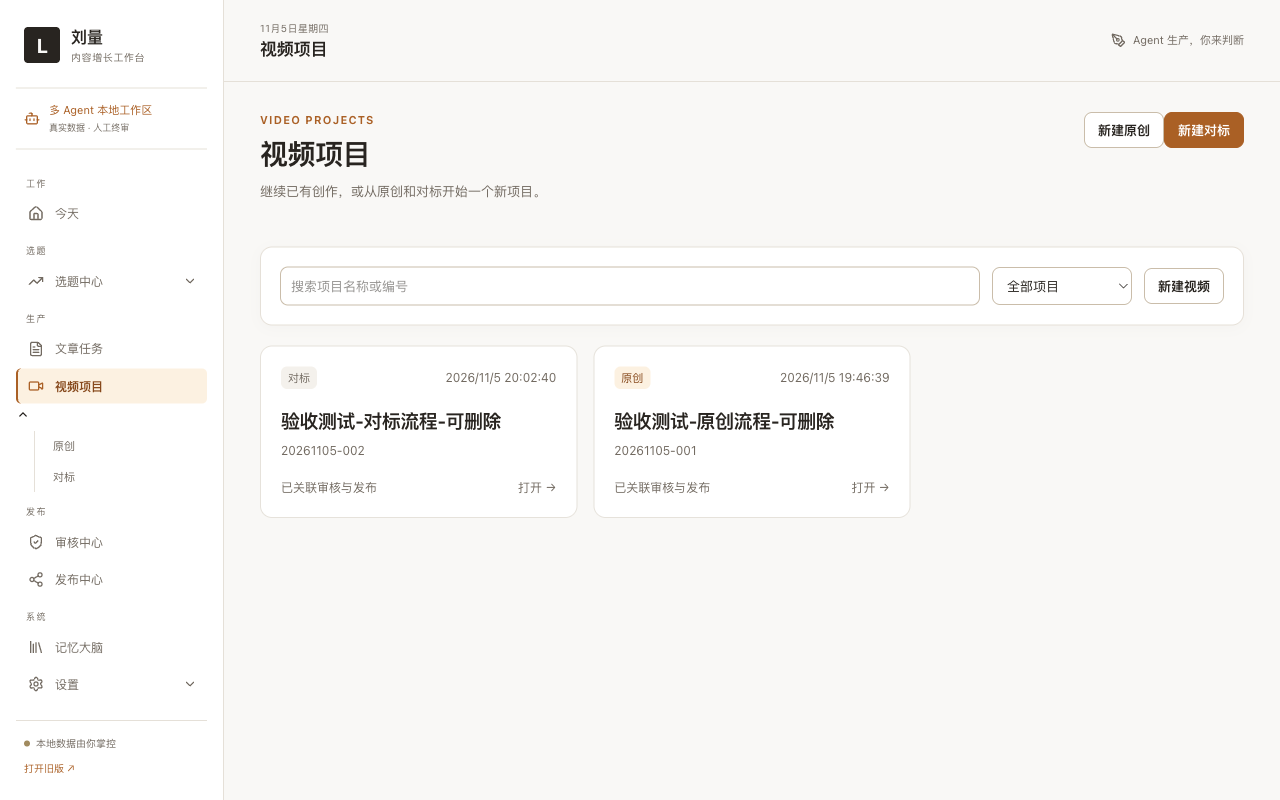 L
刘量
内容增长工作台
多 Agent 本地工作区
真实数据 · 人工终审
工作
今天
选题
选题中心
生产
文章任务
视频项目
原创
对标
发布
审核中心
发布中心
系统
记忆大脑
设置
本地数据由你掌控
打开旧版 ↗
11月5日星期四
视频项目
Agent 生产，你来判断
VIDEO PROJECTS
视频项目
继续已有创作，或从原创和对标开始一个新项目。
新建原创
新建对标
搜索项目名称或编号
全部项目
新建视频
对标
2026/11/5 20:02:40
验收测试-对标流程-可删除
20261105-002
已关联审核与发布
打开 →
原创
2026/11/5 19:46:39
验收测试-原创流程-可删除
20261105-001
已关联审核与发布
打开 →